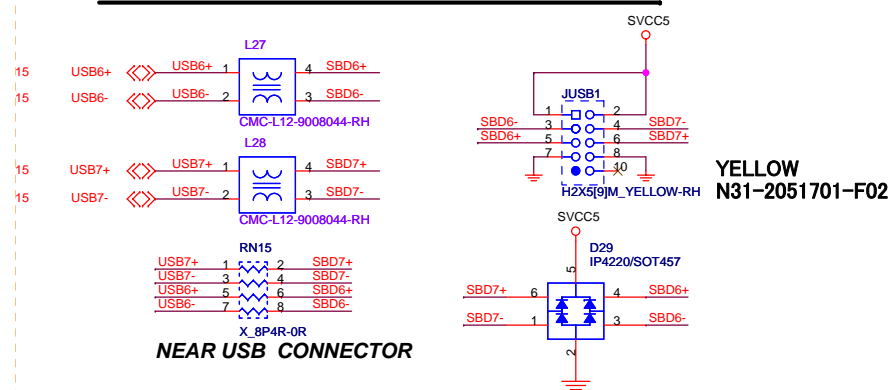 SVCC5
L27
15 USB6+ USB6+ 1 4 SBD6+
15 USB6- USB6- 2 3 SBD6-
CMC-L12-9008044-RH
JUSB1
1 2
SBD6- 3 4 SBD7-
SBD6+ 5 6 USB7+
7 8
10
H2X5[9]M_YELLOW-RH
YELLOW
N31-2051701-F02
L28
15 USB7+ USB7+ 1 4 SBD7+
15 USB7- USB7- 2 3 SBD7-
CMC-L12-9008044-RH
RN15
USB7+ 1 2 SBD7+
USB7- 3 4 SBD7-
USB6+ 5 6 SBD6+
USB6- 7 8 SBD6-
X_8P4R-0R
NEAR USB CONNECTOR
SVCC5
D29
IP4220/SOT457
5
SBD7+ 6 4 SBD6+
SBD7- 1 3 SBD6-
2